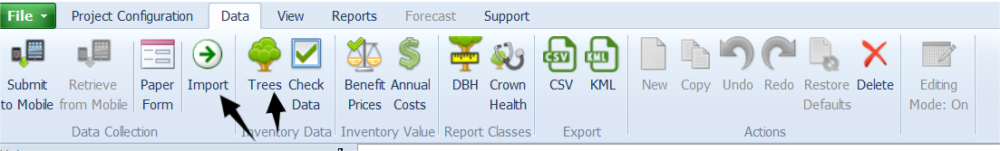 File Project Configuration Data View Reports Forecast Support
CSV KML
Submit to Mobile
Retrieve from Mobile
Paper Form
Import
Trees
Check Data
Benefit Prices
Annual Costs
DBH
Crown Health
CSV
KML
New
Copy
Undo
Redo
Restore Defaults
Delete
Editing Mode: On
Data Collection
Inventory Data
Inventory Value
Report Classes
Export
Actions